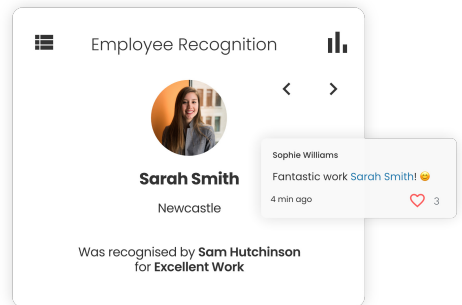 Employee Recognition
Sarah Smith
Newcastle
Was recognised by Sam Hutchinson
for Excellent Work
Sophie Williams
Fantastic work Sarah Smith! 😊
4 min ago
3